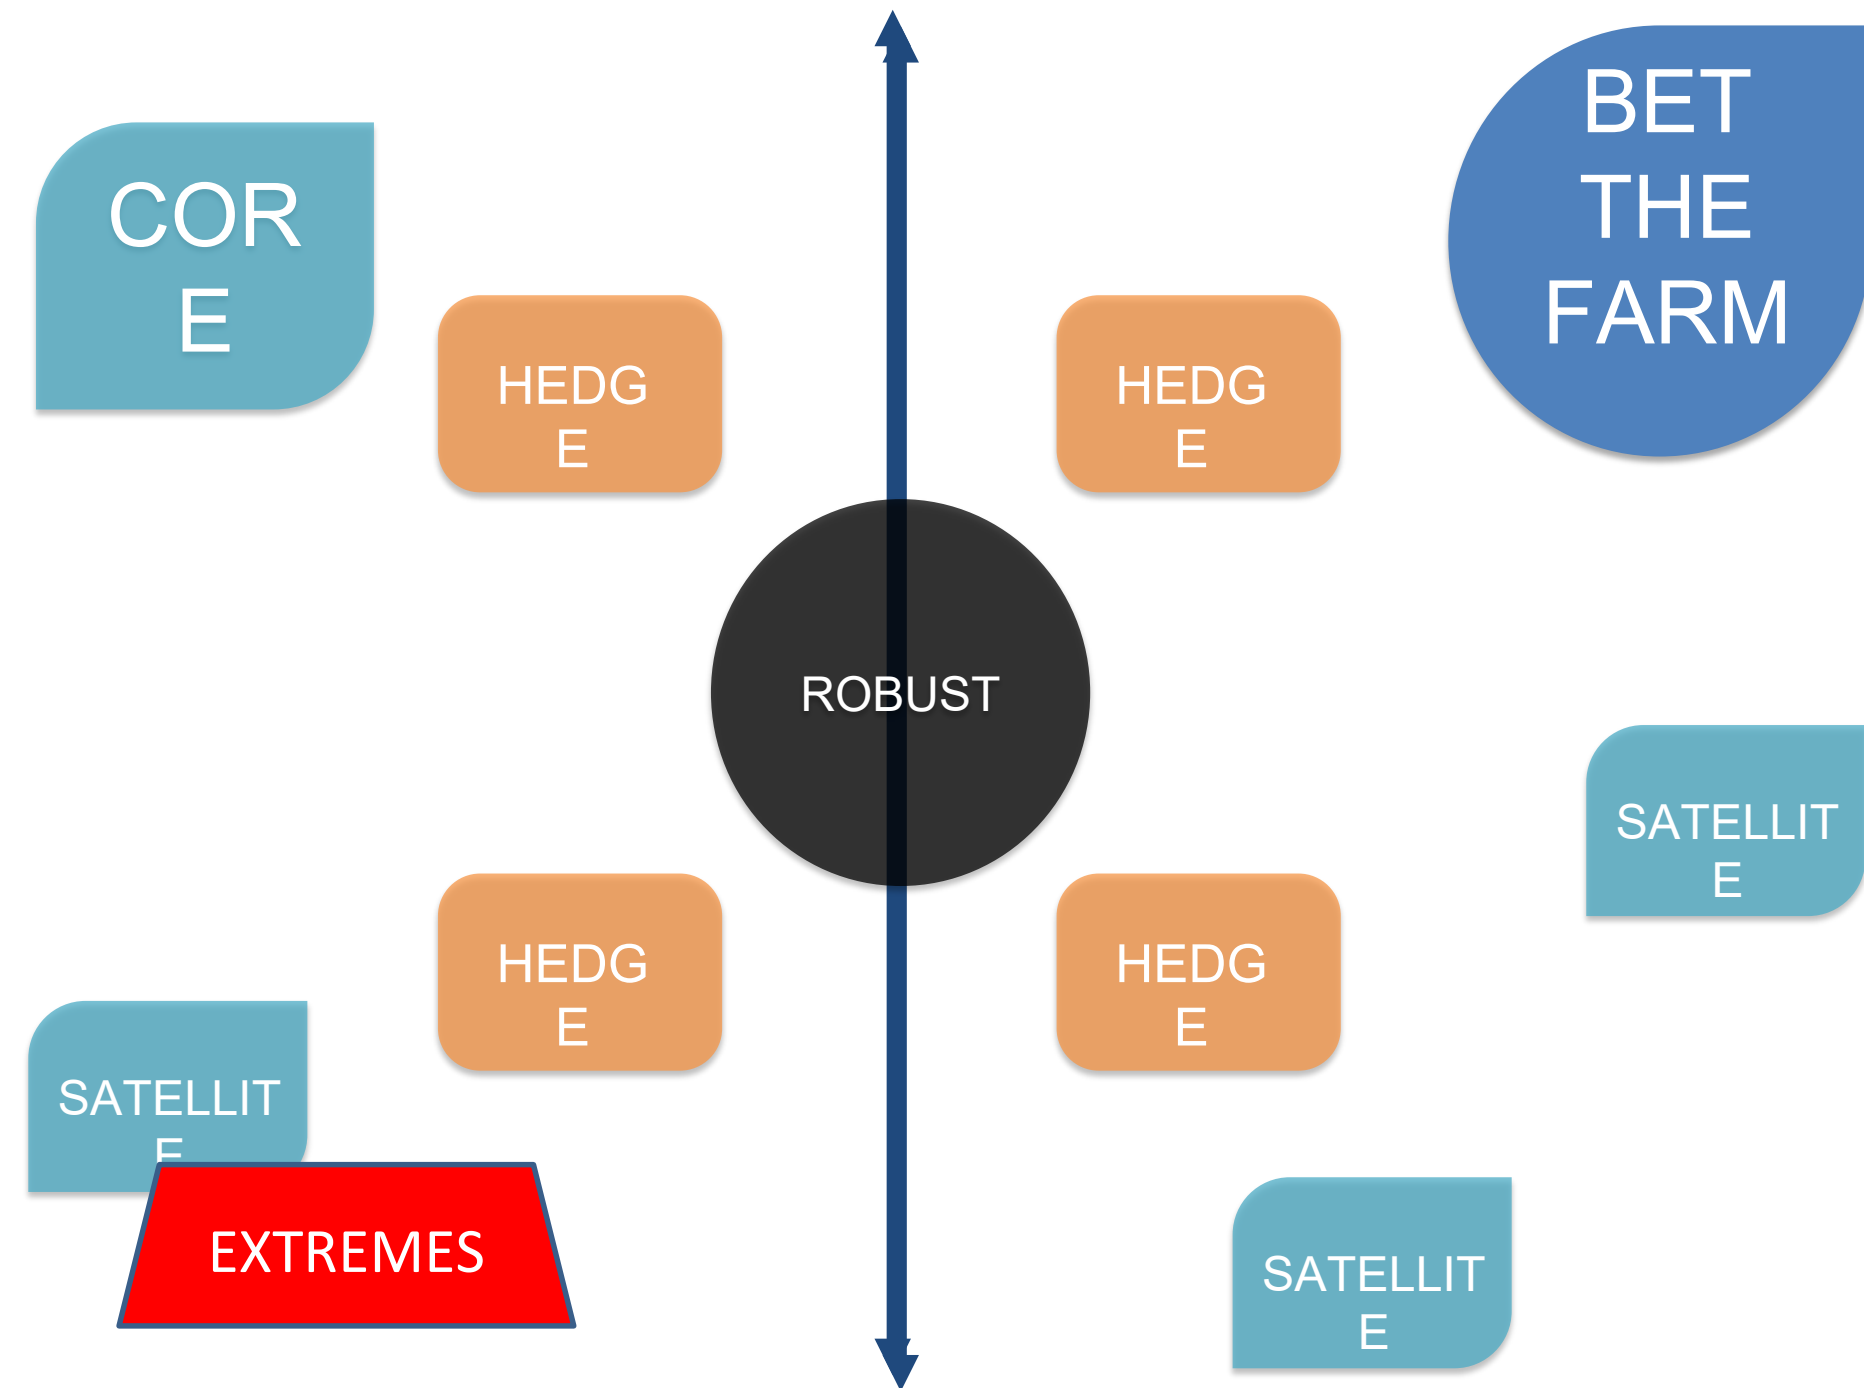 BET
THE
FARM
COR
E
HEDG
E
HEDG
E
ROBUST
SATELLIT
E
HEDG
E
HEDG
E
SATELLIT
E
EXTREMES
SATELLIT
E